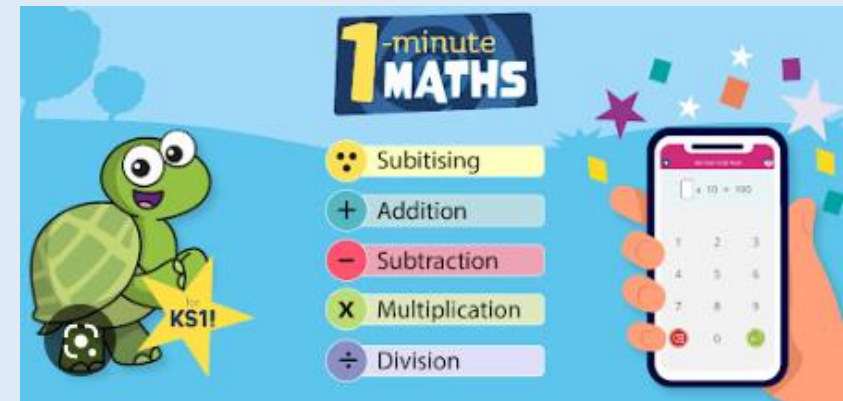 1-minute
MATHS
Subitising
+ Addition
− Subtraction
x Multiplication
÷ Division
for
KS1!
x 10 = 100
1 2 3
4 5 6
7 8 9
0